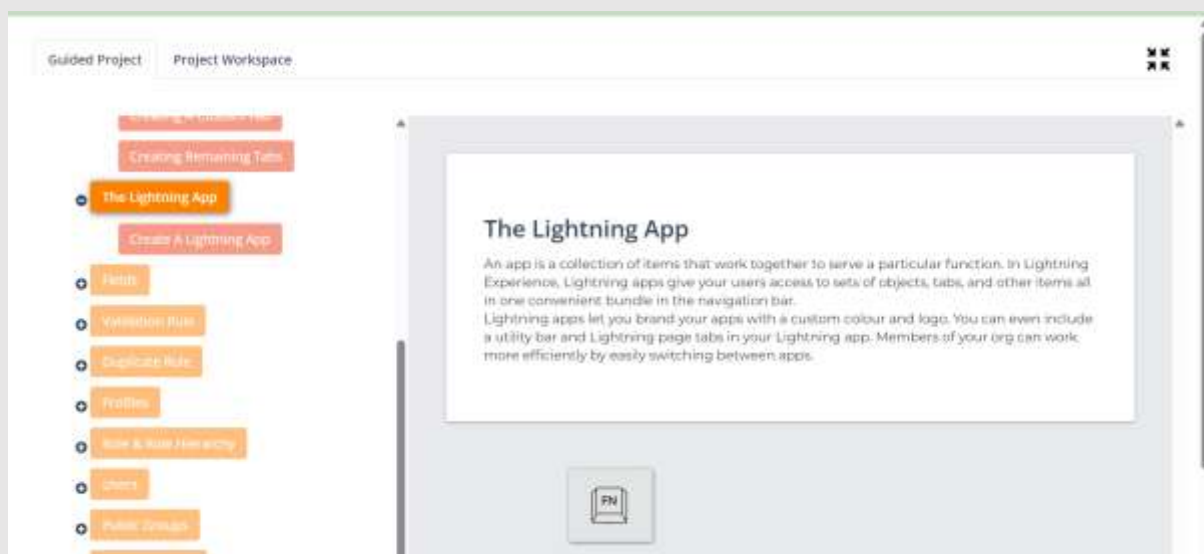 Guided Project
Project Workspace
Creating Remaining Tabs
The Lightning App
Create A Lightning App
Fields
Validation Rule
Duplicate Rule
Profiles
Role & Role Hierarchy
Users
Public Groups
The Lightning App
An app is a collection of items that work together to serve a particular function. In Lightning
Experience, Lightning apps give your users access to sets of objects, tabs, and other items all
in one convenient bundle in the navigation bar.
Lightning apps let you brand your apps with a custom colour and logo. You can even include
a utility bar and Lightning page tabs in your Lightning app. Members of your org can work
more efficiently by easily switching between apps.
FN